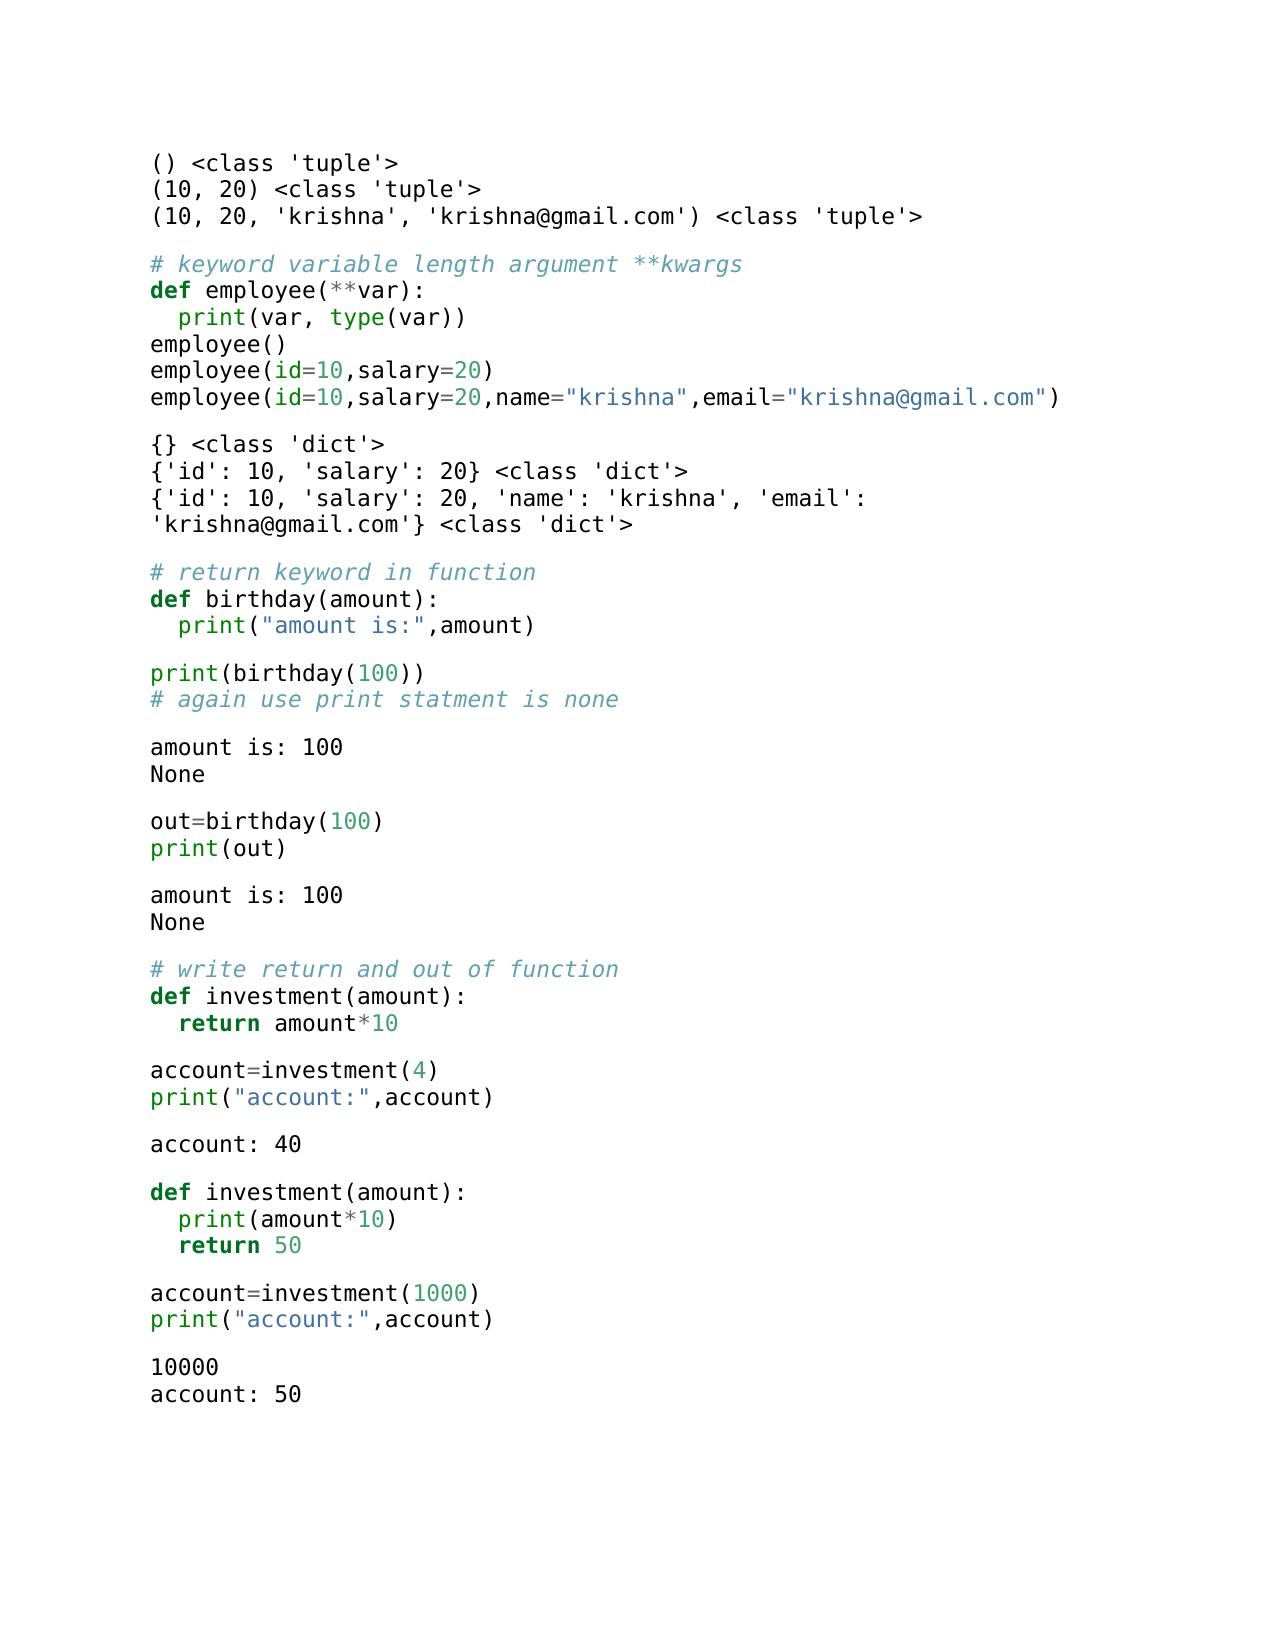 () <class 'tuple'>
(10, 20) <class 'tuple'>
(10, 20, 'krishna', 'krishna@gmail.com') <class 'tuple'>
# keyword variable length argument **kwargs
def employee(**var):
  print(var, type(var))
employee()
employee(id=10,salary=20)
employee(id=10,salary=20,name="krishna",email="krishna@gmail.com")
{} <class 'dict'>
{'id': 10, 'salary': 20} <class 'dict'>
{'id': 10, 'salary': 20, 'name': 'krishna', 'email':
'krishna@gmail.com'} <class 'dict'>
# return keyword in function
def birthday(amount):
  print("amount is:",amount)
print(birthday(100))
# again use print statment is none
amount is: 100
None
out=birthday(100)
print(out)
amount is: 100
None
# write return and out of function
def investment(amount):
  return amount*10
account=investment(4)
print("account:",account)
account: 40
def investment(amount):
  print(amount*10)
  return 50
account=investment(1000)
print("account:",account)
10000
account: 50